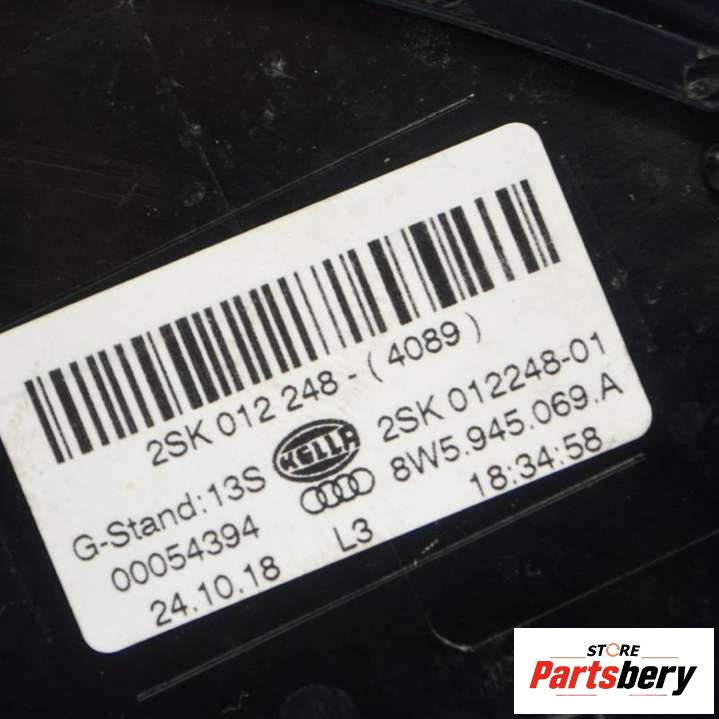 2SK 012 248-(4089)
G-Stand:13S HELLA 2SK 012248-01
00054394 8W5.945.069.A
24.10.18 L3 18:34:58
STORE
Partsbery